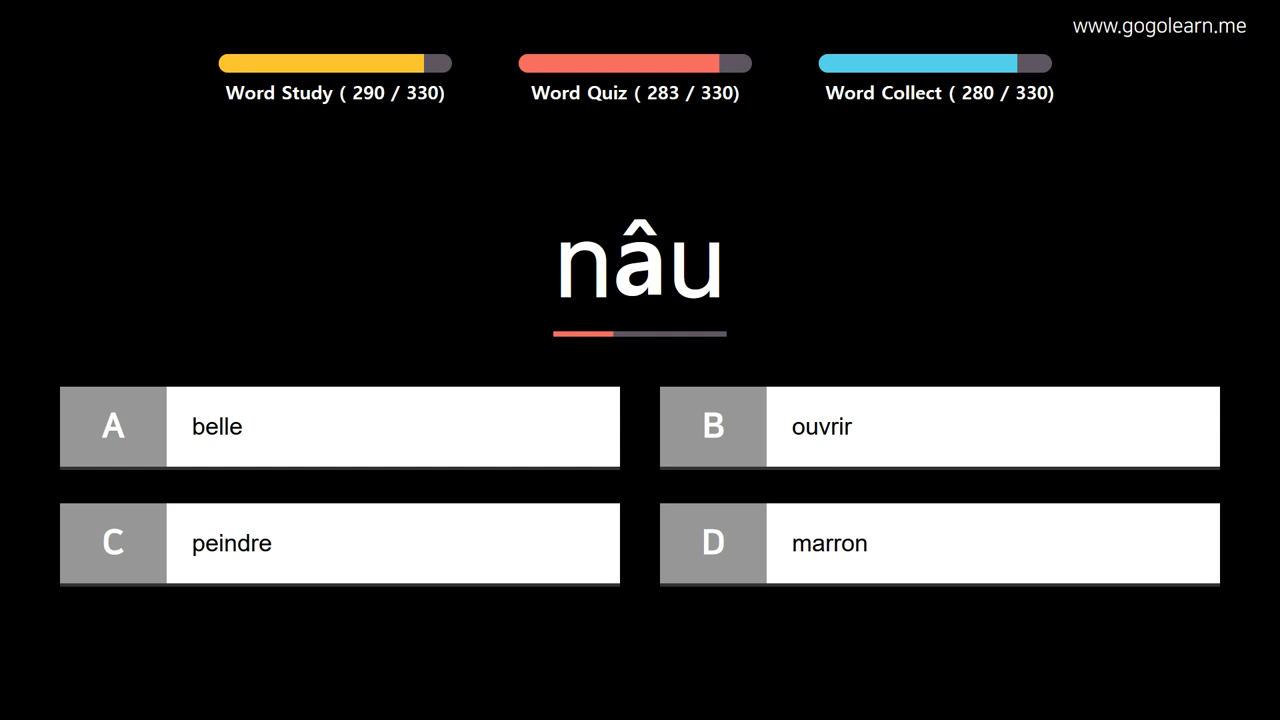 www.gogolearn.me
Word Study ( 290 / 330)
Word Quiz ( 283 / 330)
Word Collect ( 280 / 330)
nâu
A belle
B ouvrir
C peindre
D marron